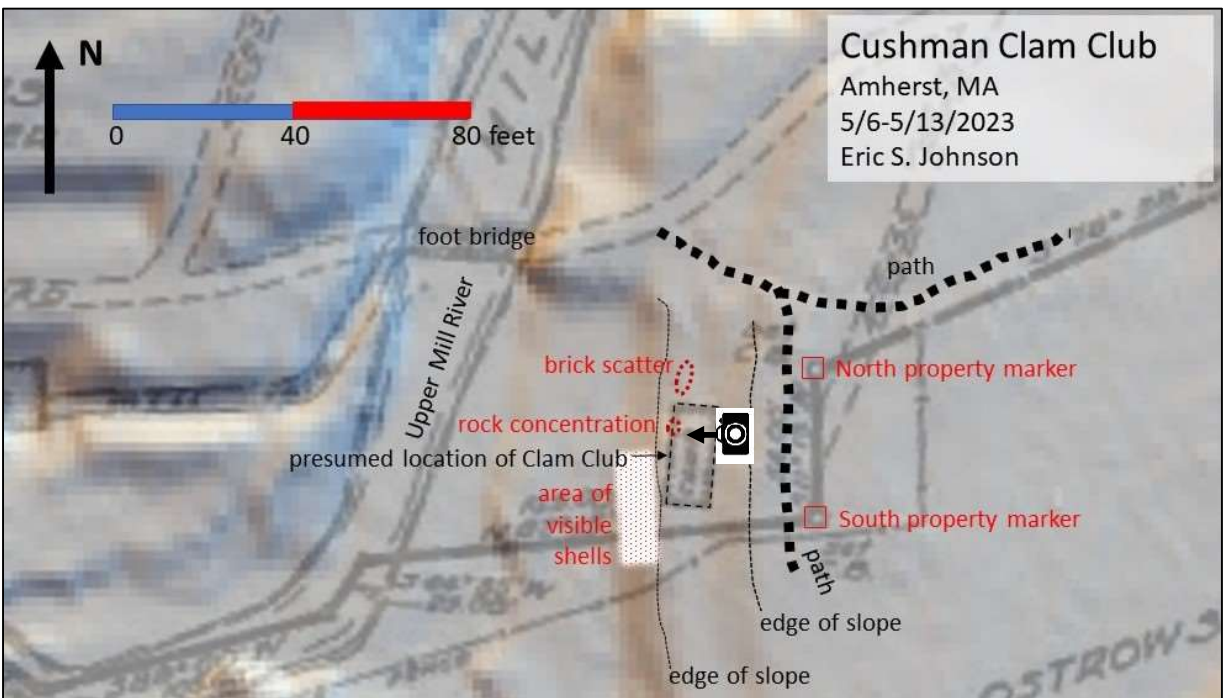 N
0 40 80 feet
Cushman Clam Club
Amherst, MA
5/6-5/13/2023
Eric S. Johnson
MILL
foot bridge
path
Upper Mill River
brick scatter
North property marker
rock concentration
presumed location of Clam Club
area of
visible
shells
South property marker
path
edge of slope
edge of slope
OSTROWS